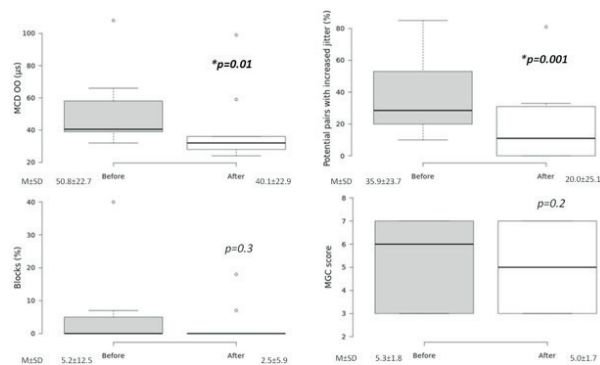 MCD OO (µs)
100
80
60
40
20
*p=0.01
Before
After
M±SD
50.8±22.7
40.1±22.9
Potential pairs with increased jitter (%)
80
60
40
20
0
*p=0.001
Before
After
M±SD
35.9±23.7
20.0±25.1
Blocks (%)
40
30
20
10
0
p=0.3
Before
After
M±SD
5.2±12.5
2.5±5.9
MGC score
8
7
6
5
4
3
2
p=0.2
Before
After
M±SD
5.3±1.8
5.0±1.7